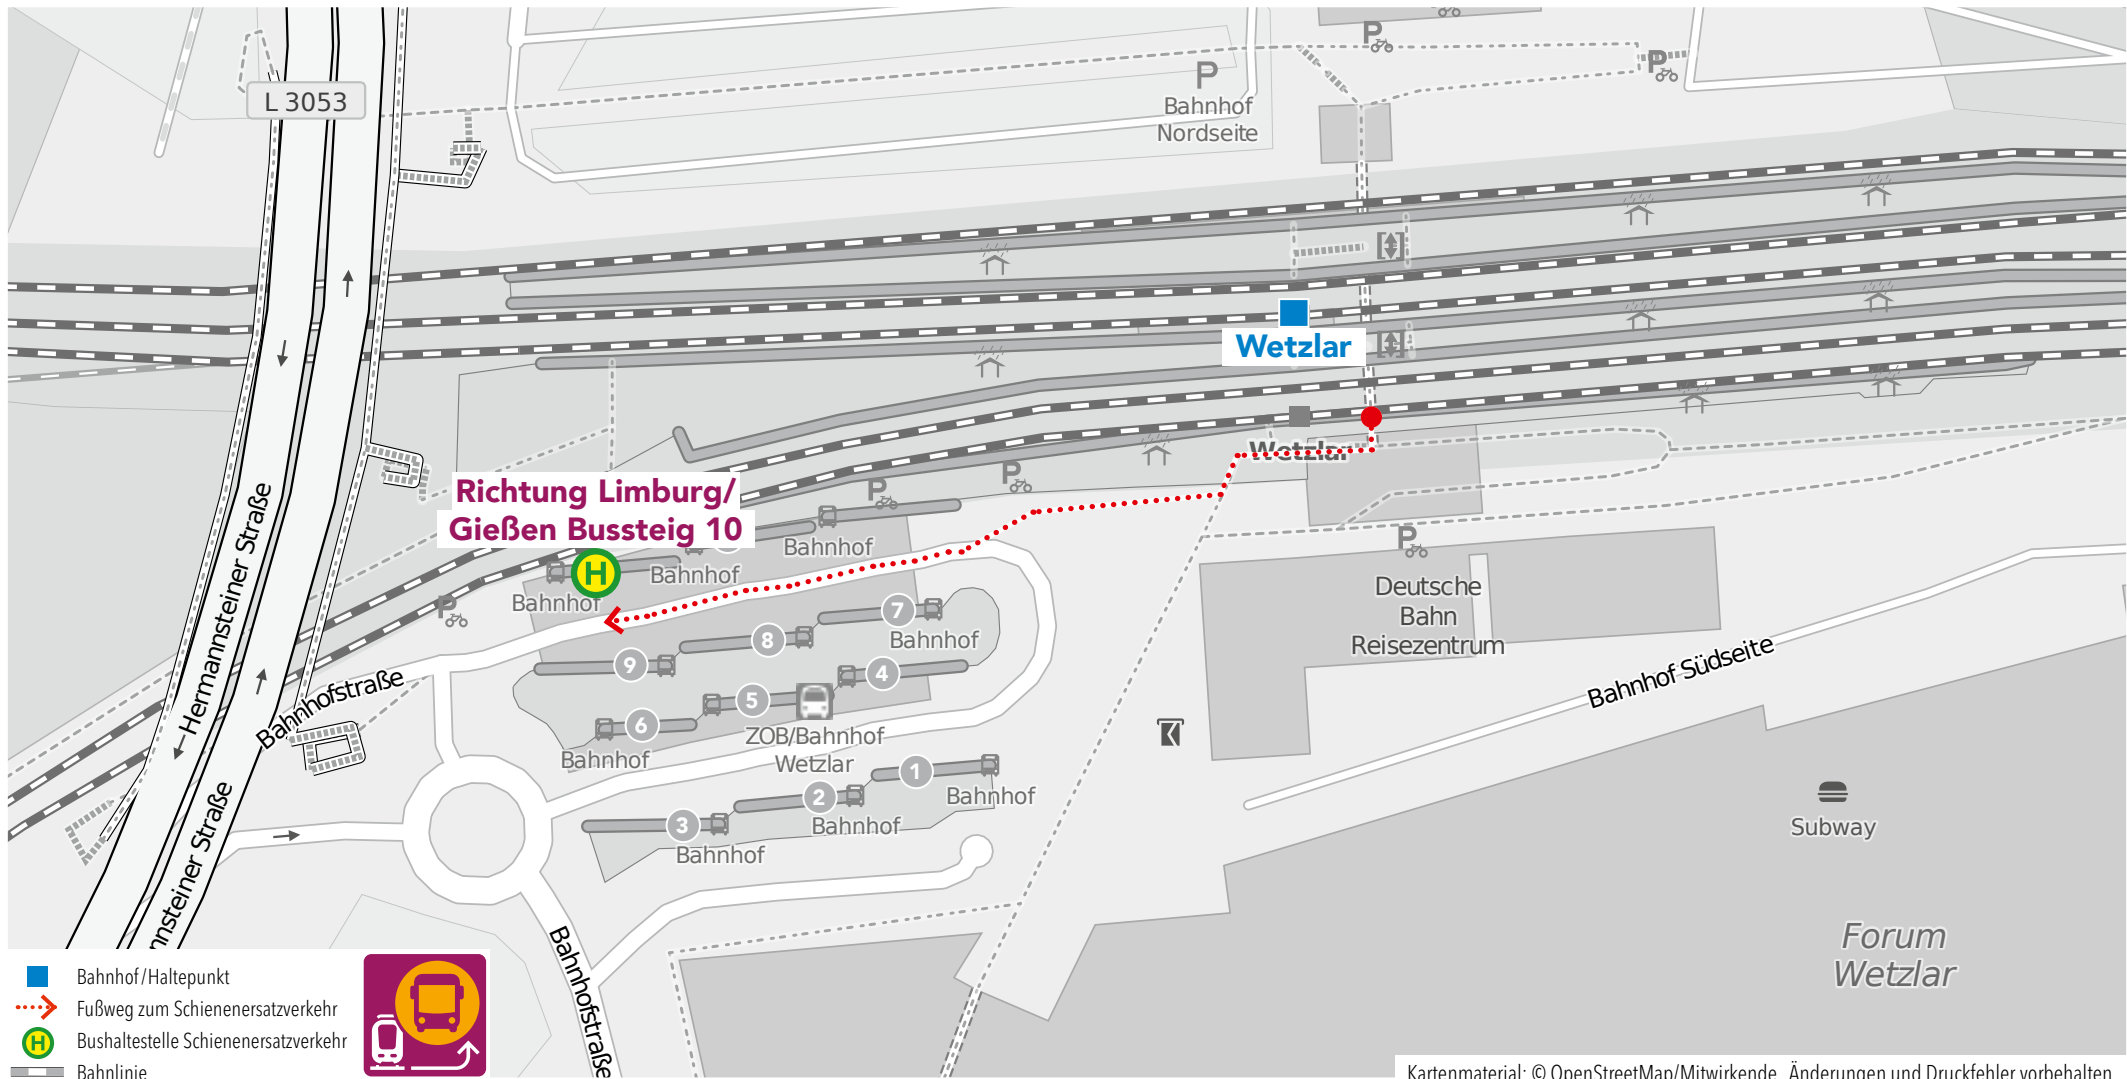 L 3053
P
P
P
Bahnhof
Nordseite
Wetzlar
Wetzlar
Richtung Limburg/
Gießen Bussteig 10
P
P
H
Bahnhof
Bahnhof
Bahnhof
P
P
Deutsche
Bahn
Reisezentrum
Hermannsteiner Straße
Bahnhofstraße
7
Bahnhof
8
9
4
5
6
Bahnhof
ZOB/Bahnhof
Wetzlar
1
Bahnhof
2
Bahnhof
3
Bahnhof
Bahnhof Südseite
Subway
Forum
Wetzlar
nnsteiner Straße
Bahnhofstraße
Bahnhof/Haltepunkt
Fußweg zum Schienenersatzverkehr
H Bushaltestelle Schienenersatzverkehr
Bahnlinie
Kartenmaterial: © OpenStreetMap/Mitwirkende. Änderungen und Druckfehler vorbehalten